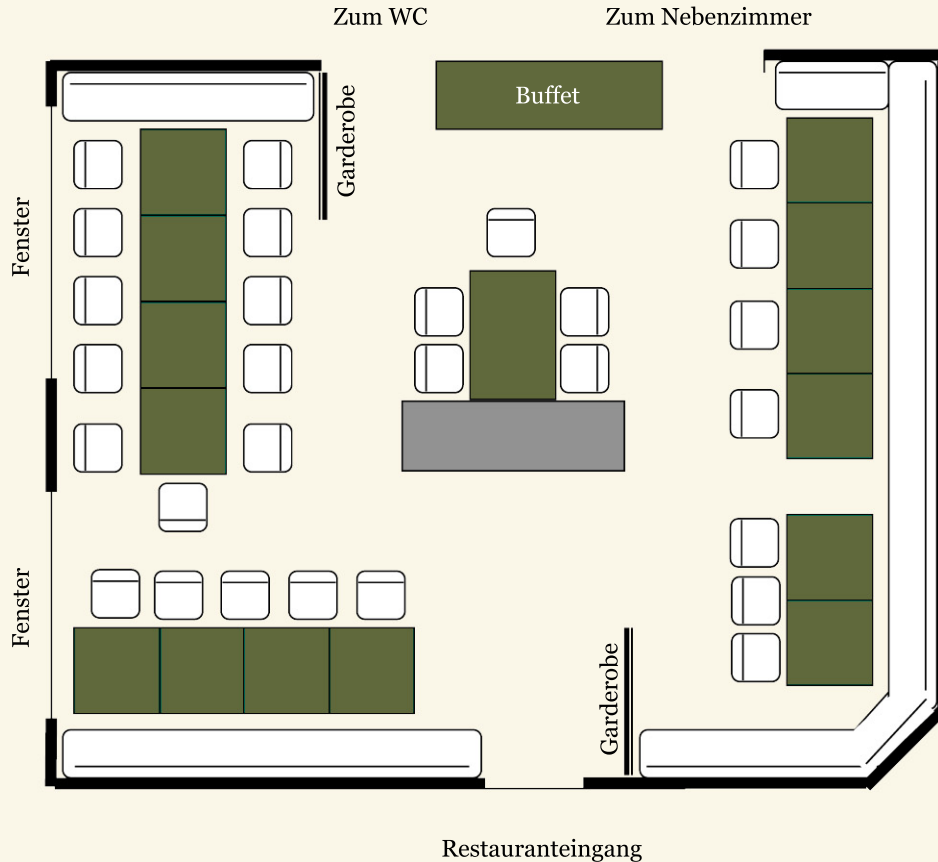 Zum WC
Zum Nebenzimmer
Buffet
Garderobe
Fenster
Fenster
Garderobe
Restauranteingang